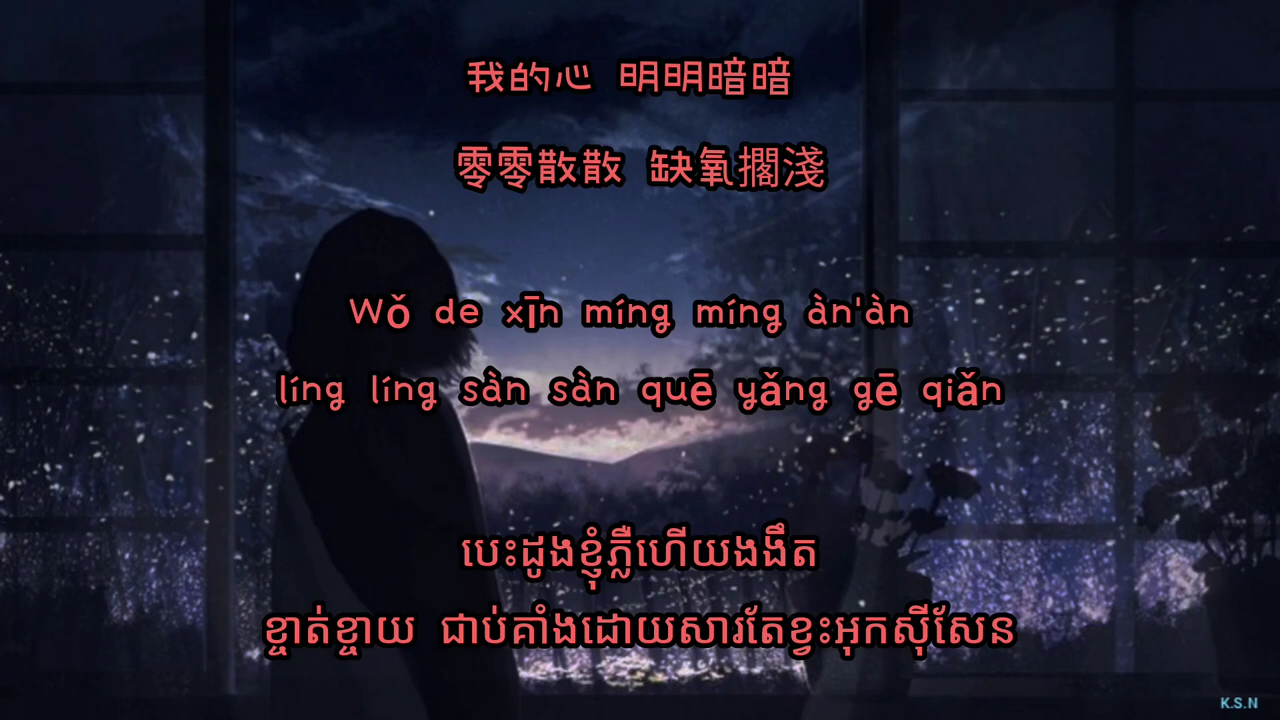 我的心 明明暗暗
零零散散 缺氧擱淺
Wǒ de xīn míng míng àn'àn
líng líng sàn sàn quē yǎng gē qiǎn
បេះដូងខ្ញុំភ្លឺហើយងងឹត
ខ្ចាត់ខ្ចាយ ជាប់គាំងដោយសារតែខ្វះអុកស៊ីសែន
K.S.N